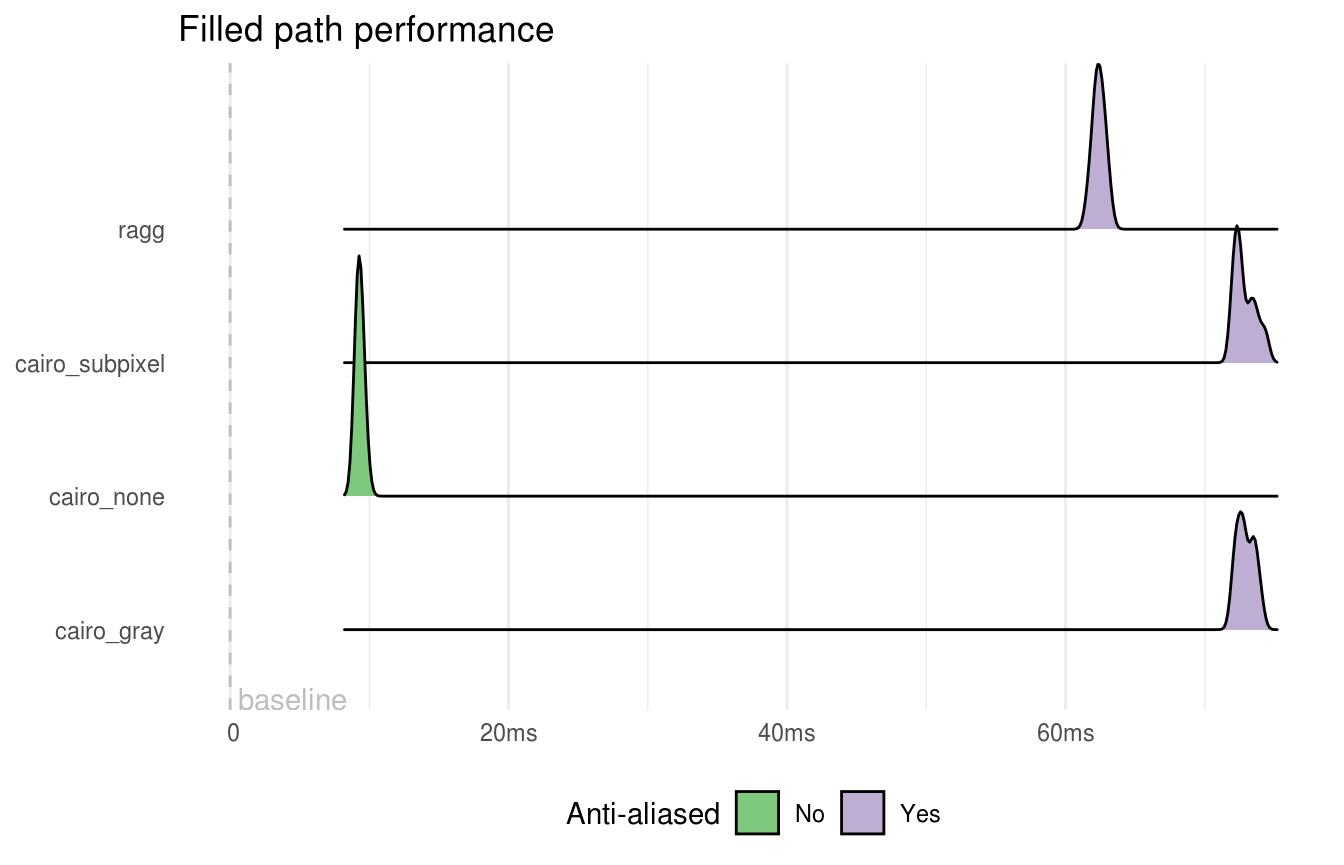 Filled path performance
ragg
cairo_subpixel
cairo_none
cairo_gray
baseline
0 20ms 40ms 60ms
Anti-aliased No Yes